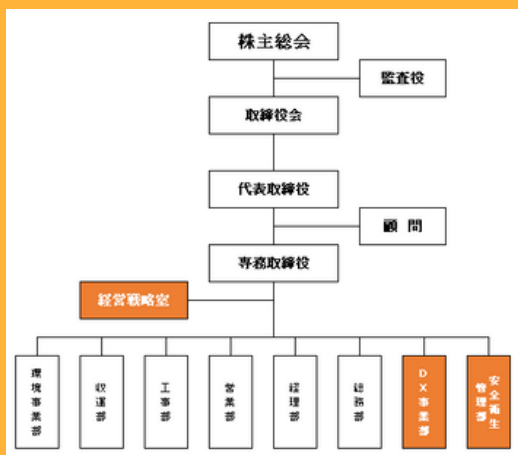 株主総会
監査役
取締役会
代表取締役
顧問
専務取締役
経営戦略室
環境事業部
収運部
工事部
営業部
経理部
総務部
DX事業部
安全衛生
管理部